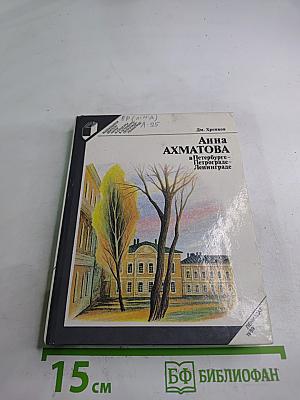 Дм. Хренков
Анна
АХМАТОВА
в Петербурге–
Петрограде–
Ленинграде
15 см
БФ БИБЛИОФАН